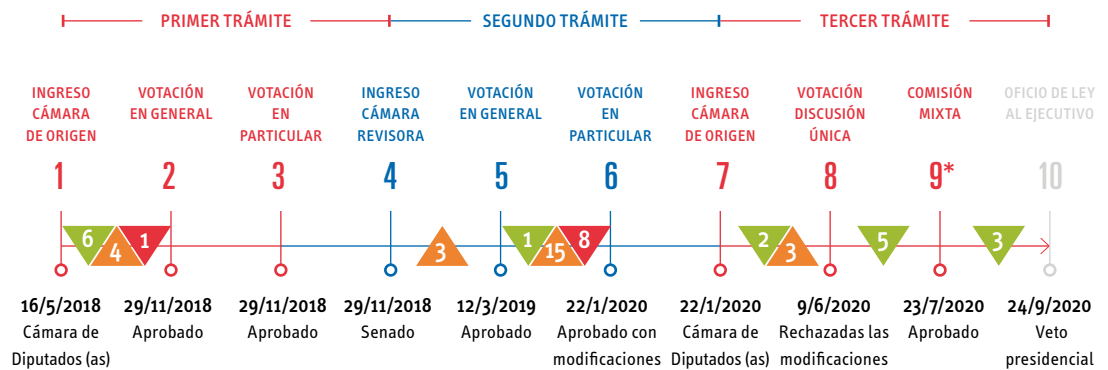 PRIMER TRÁMITE
SEGUNDO TRÁMITE
TERCER TRÁMITE
INGRESO
CÁMARA
DE ORIGEN
VOTACIÓN
EN GENERAL
VOTACIÓN
EN
PARTICULAR
INGRESO
CÁMARA
REVISORA
VOTACIÓN
EN GENERAL
VOTACIÓN
EN
PARTICULAR
INGRESO
CÁMARA
DE ORIGEN
VOTACIÓN
DISCUSIÓN
ÚNICA
COMISIÓN
MIXTA
OFICIO DE LEY
AL EJECUTIVO
1
2
3
4
5
6
7
8
9*
10
6
4
1
3
1
15
8
2
3
5
3
16/5/2018
Cámara de
Diputados (as)
29/11/2018
Aprobado
29/11/2018
Aprobado
29/11/2018
Senado
12/3/2019
Aprobado
22/1/2020
Aprobado con
modificaciones
22/1/2020
Cámara de
Diputados (as)
9/6/2020
Rechazadas las
modificaciones
23/7/2020
Aprobado
24/9/2020
Veto
presidencial